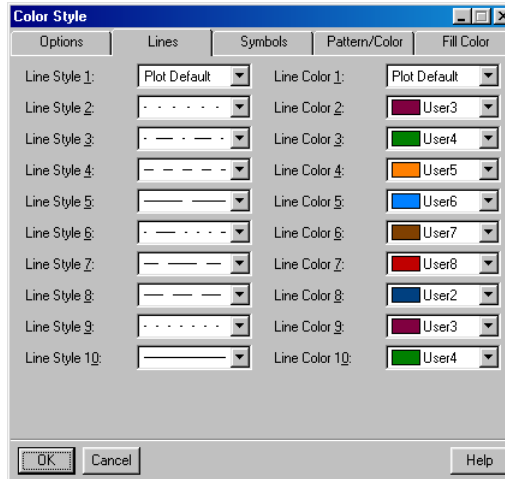 Color Style
Options Lines Symbols Pattern/Color Fill Color
Line Style 1: Plot Default Line Color 1: Plot Default
Line Style 2: Line Color 2: User3
Line Style 3: Line Color 3: User4
Line Style 4: Line Color 4: User5
Line Style 5: Line Color 5: User6
Line Style 6: Line Color 6: User7
Line Style 7: Line Color 7: User8
Line Style 8: Line Color 8: User2
Line Style 9: Line Color 9: User3
Line Style 10: Line Color 10: User4
OK Cancel Help